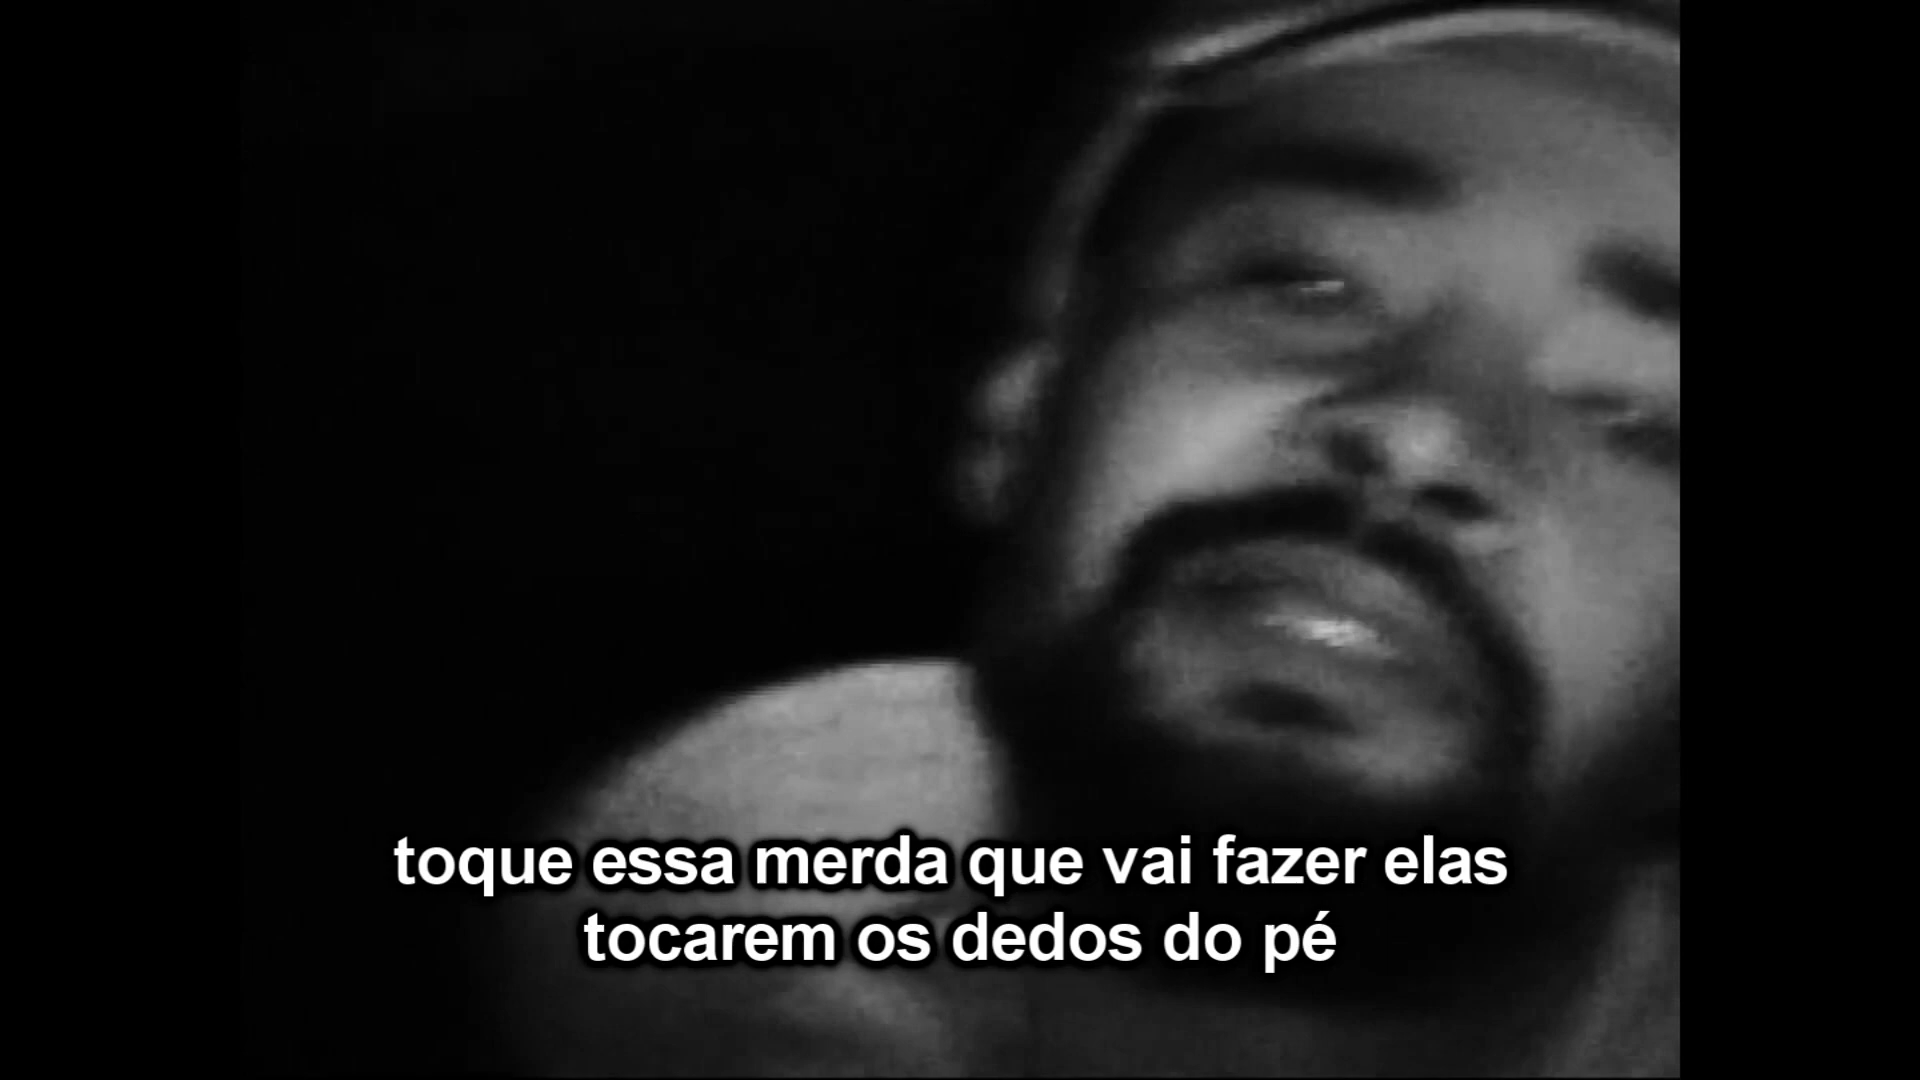 toque essa merda que vai fazer elas
tocarem os dedos do pé